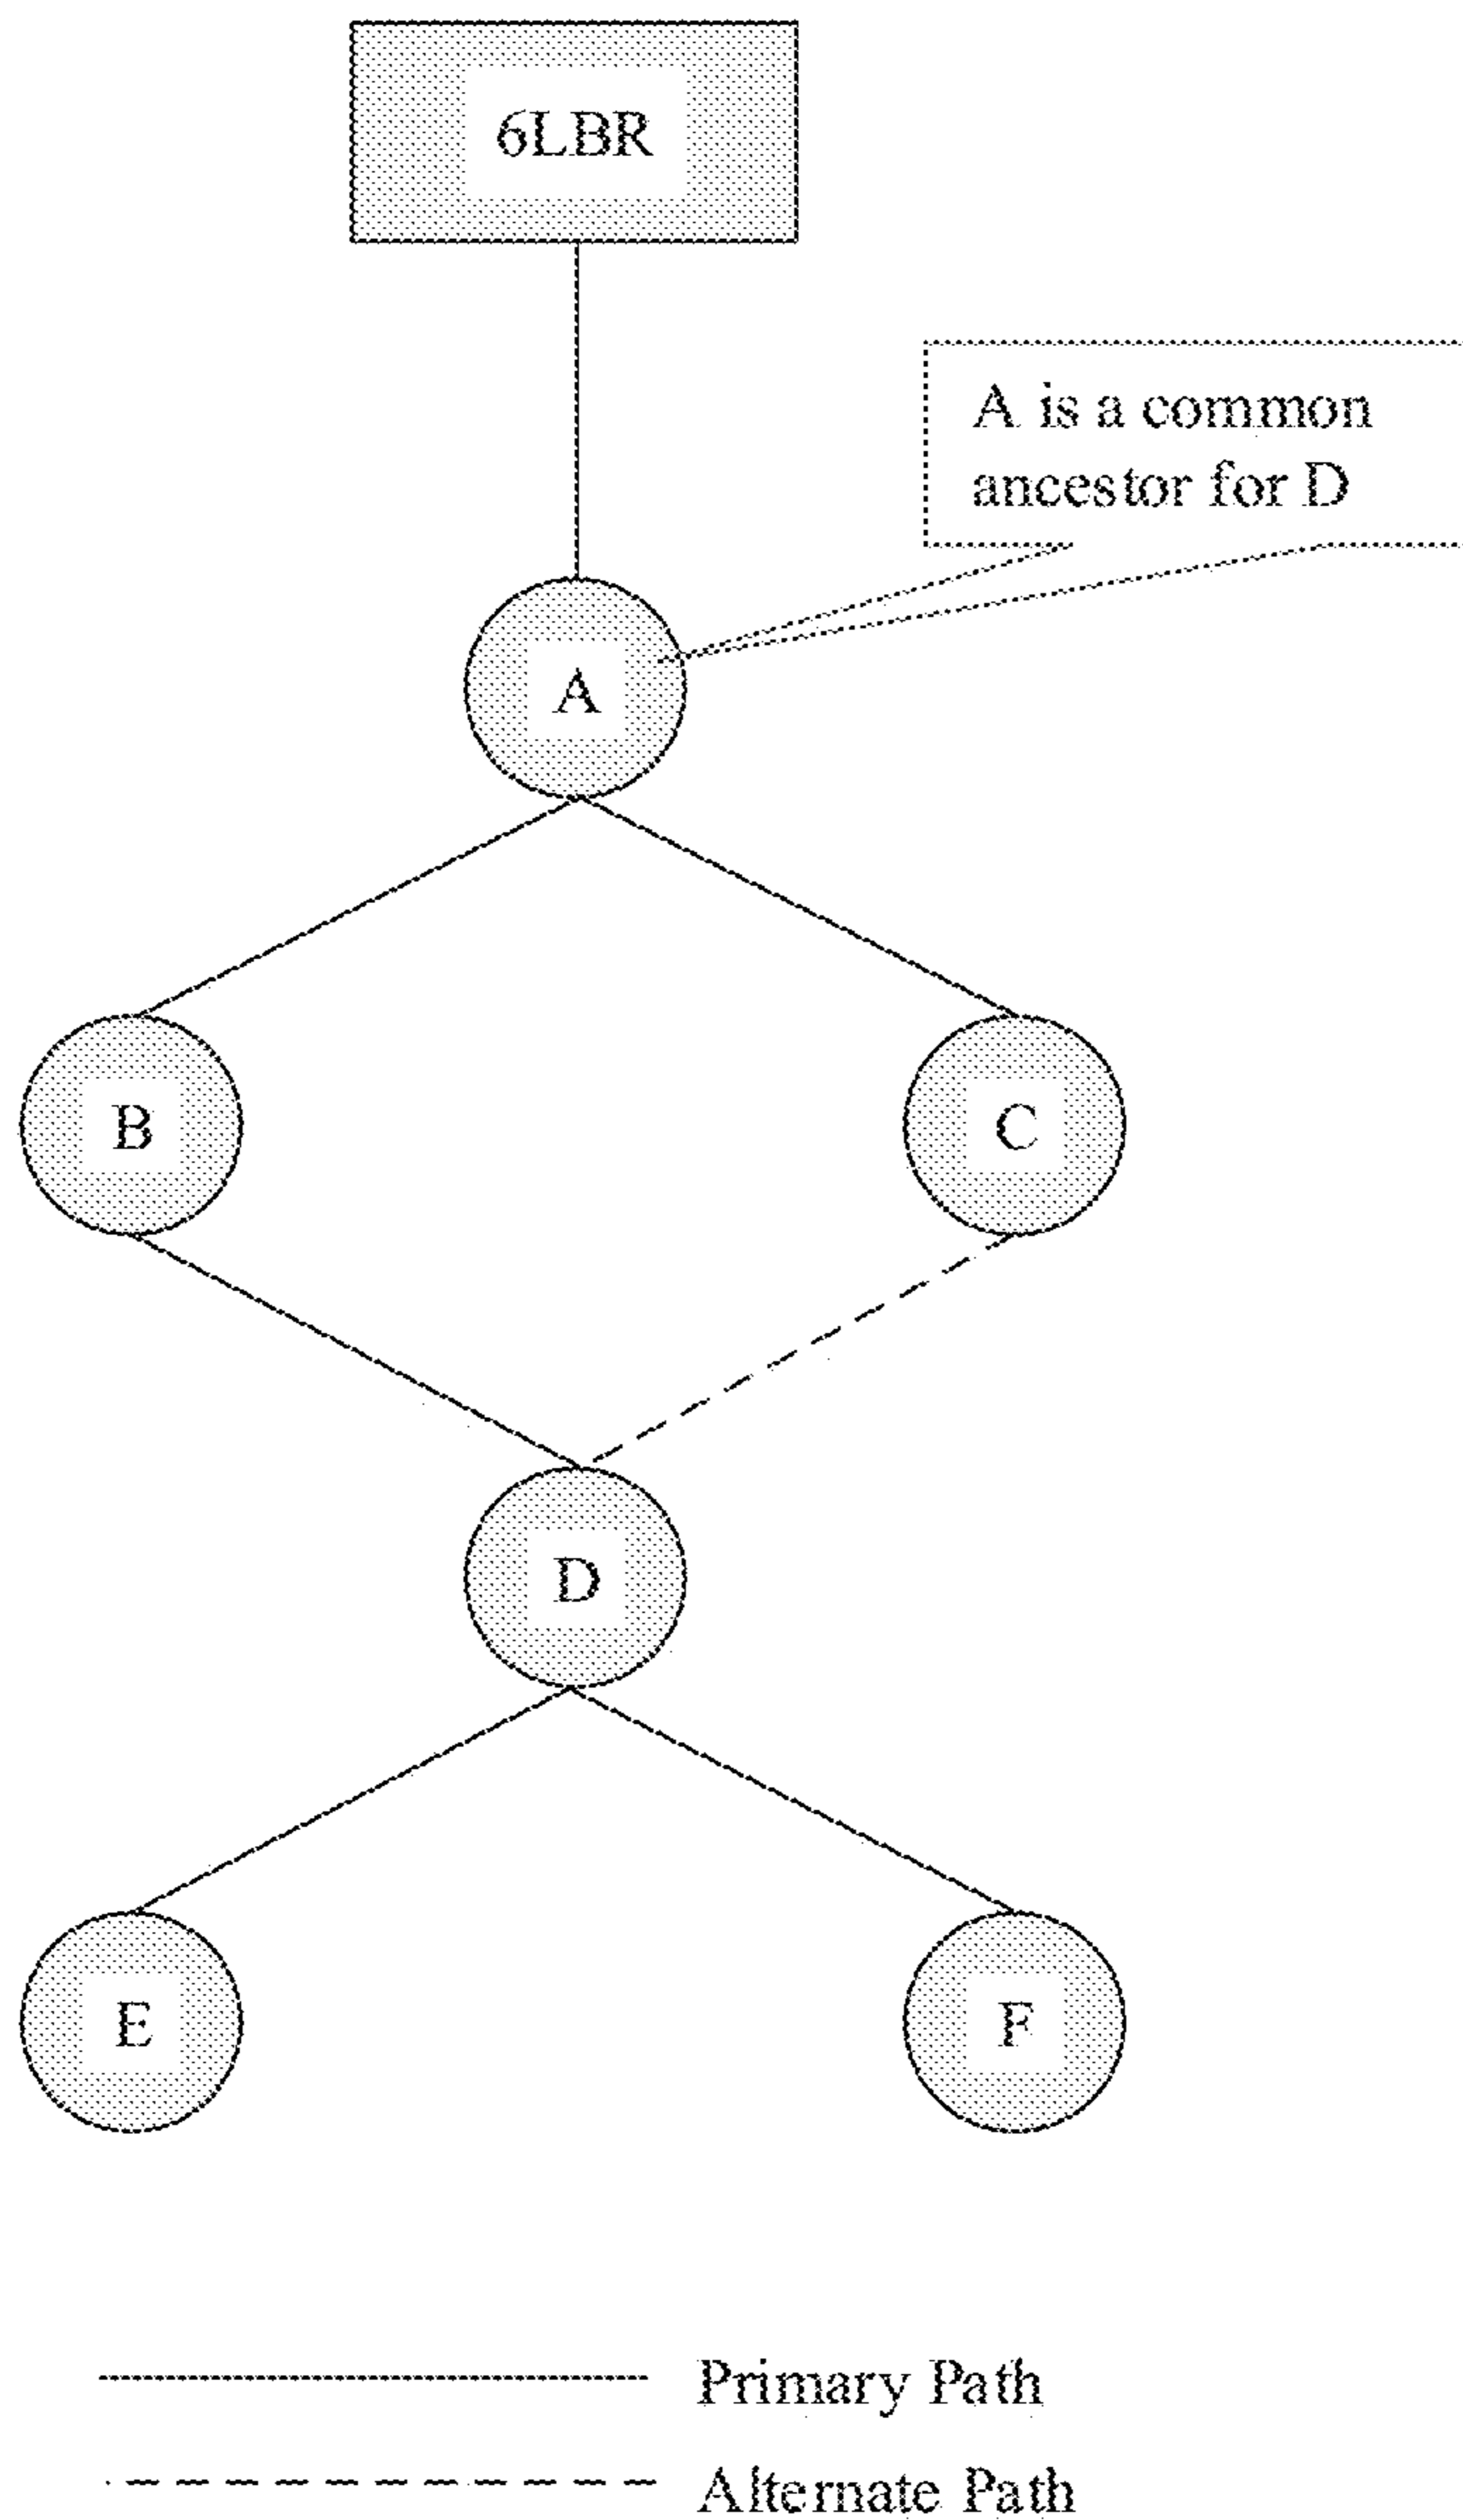 6LBR
A is a common
ancestor for D
A
B
C
D
E
F
Primary Path
Alternate Path